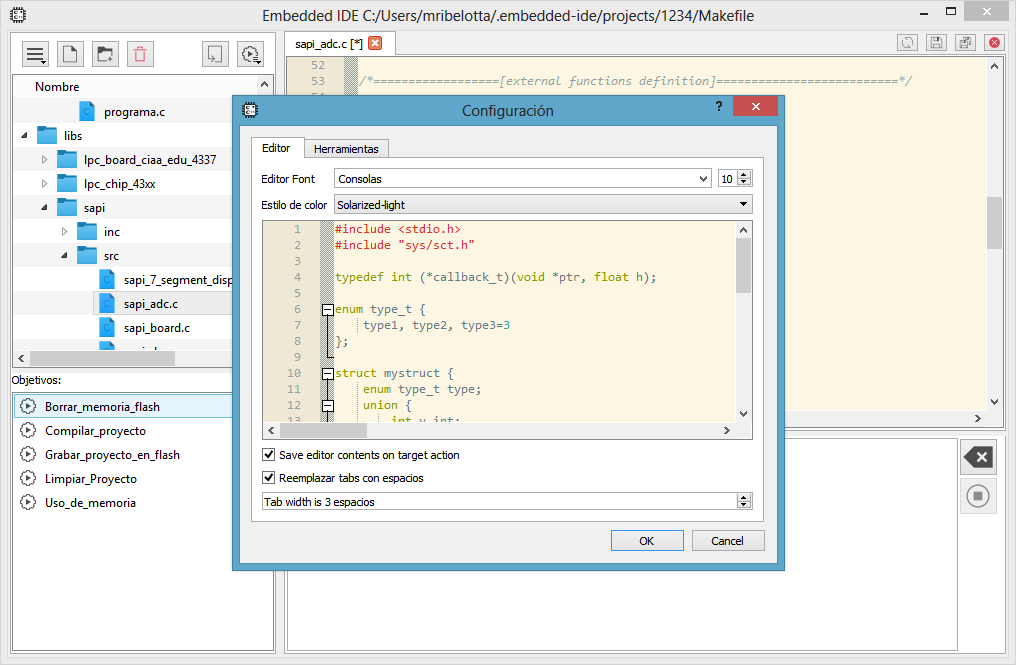 Embedded IDE C:/Users/mribelotta/.embedded-ide/projects/1234/Makefile
Nombre
programa.c
libs
lpc_board_ciaa_edu_4337
lpc_chip_43xx
sapi
inc
src
sapi_7_segment_disp
sapi_adc.c
sapi_board.c
Objetivos:
Borrar_memoria_flash
Compilar_proyecto
Grabar_proyecto_en_flash
Limpiar_Proyecto
Uso_de_memoria
sapi_adc.c [*]
52
53 /*==================[external functions definition]==========================*/
Configuración
?
Editor
Herramientas
Editor Font
Consolas
10
Estilo de color
Solarized-light
1 #include <stdio.h>
2 #include "sys/sct.h"
3
4 typedef int (*callback_t)(void *ptr, float h);
5
6 enum type_t {
7 type1, type2, type3=3
8 };
9
10 struct mystruct {
11 enum type_t type;
12 union {
13 int v_int;
Save editor contents on target action
Reemplazar tabs con espacios
Tab width is 3 espacios
OK
Cancel